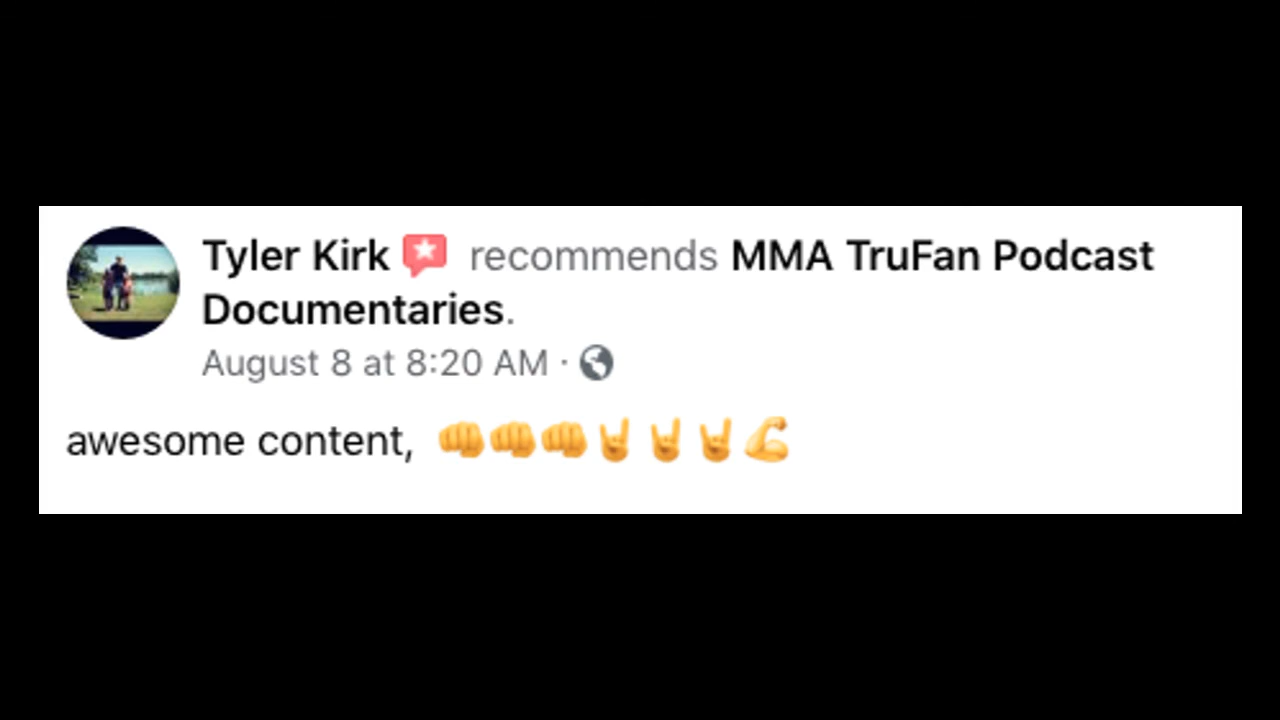 Tyler Kirk recommends MMA TruFan Podcast
Documentaries.
August 8 at 8:20 AM ·
awesome content, 👊👊👊🤘🤘🤘💪